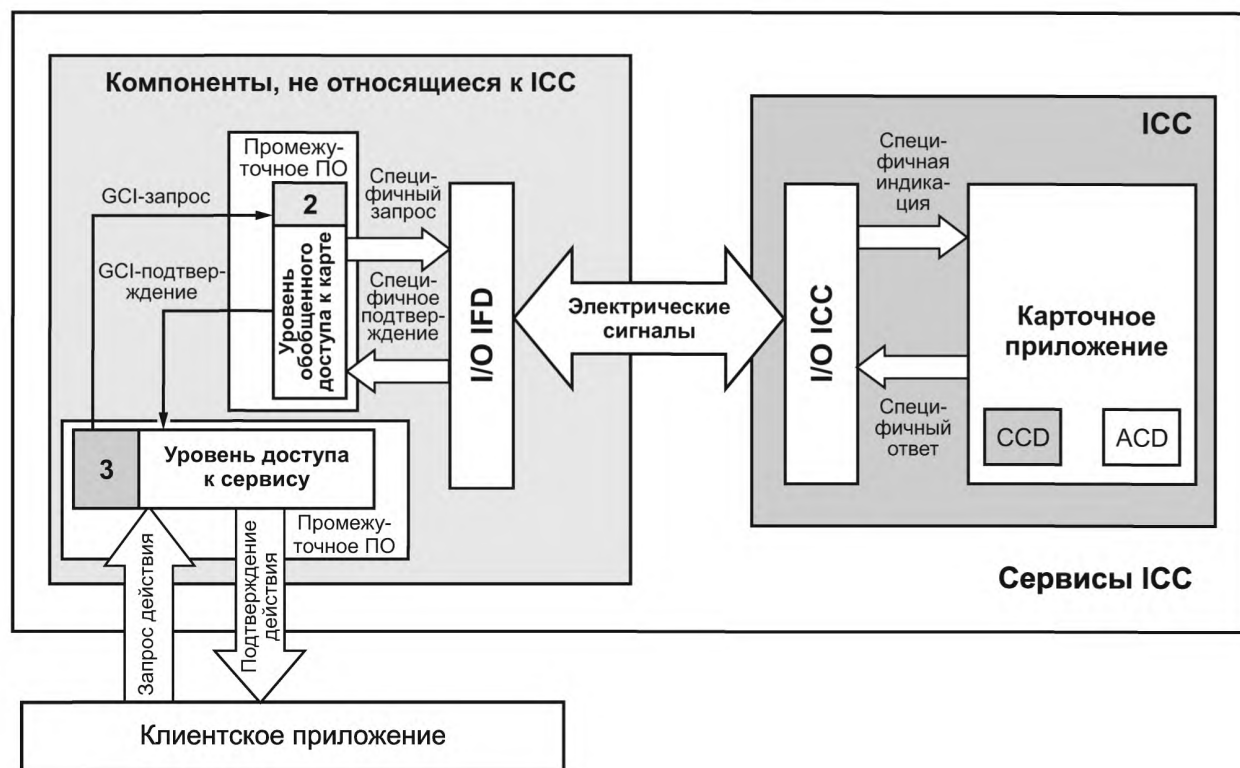 Компоненты, не относящиеся к ICC
Промежу-
точное ПО
GCI-запрос
2
Специ-
фичный
запрос
GCI-подтвер-
ждение
Уровень
обобщенного
доступа к карте
Специ-
фичное
подтвер-
ждение
I/O IFD
3
Уровень доступа
к сервису
Промежу-
точное ПО
Электрические
сигналы
ICC
Специ-
фичная
индика-
ция
I/O ICC
Карточное
приложение
Специ-
фичный
ответ
CCD
ACD
Сервисы ICC
Запрос действия
Подтверждение
действия
Клиентское приложение